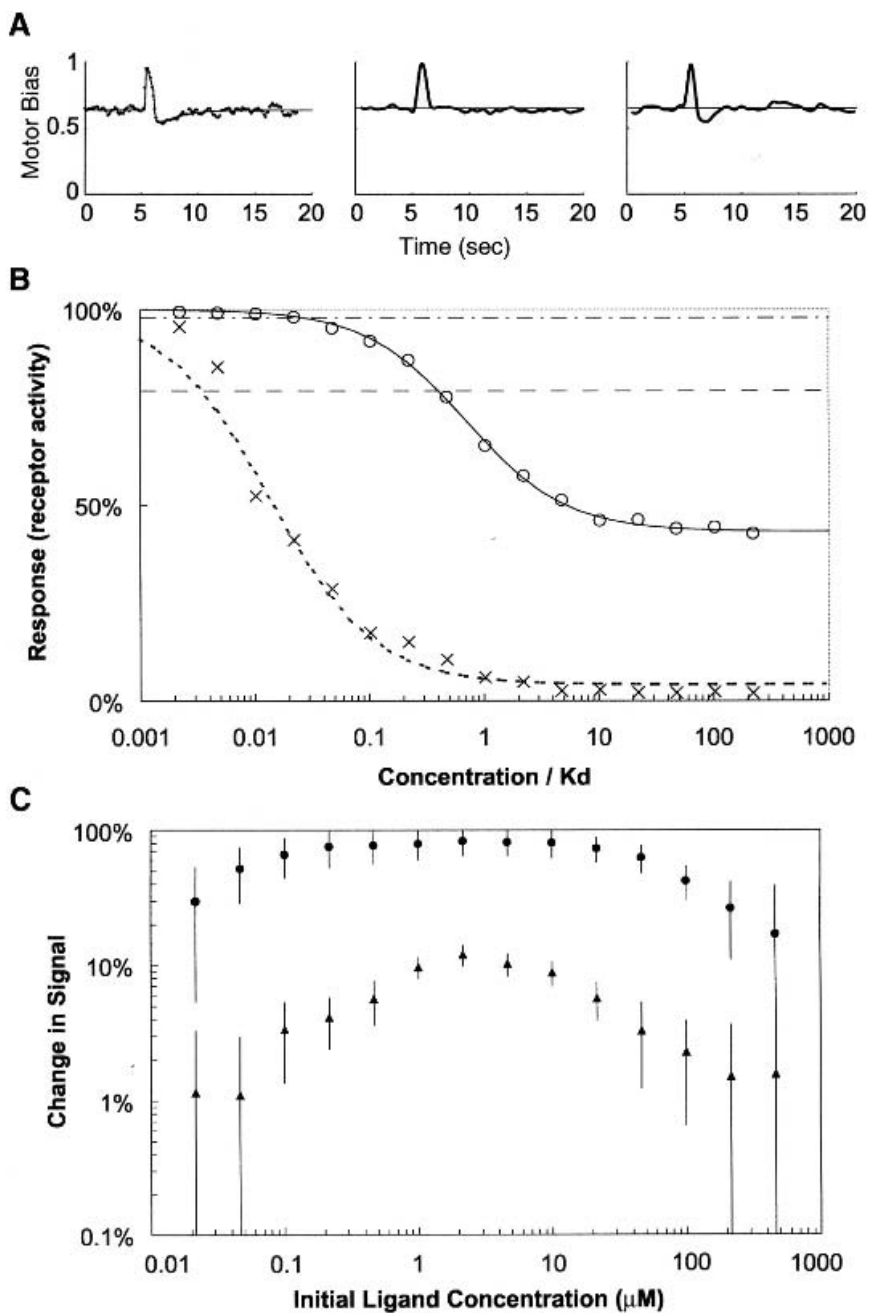 A
Motor Bias
1
0.5
0
0 5 10 15 20
0 5 10 15 20
0 5 10 15 20
Time (sec)
B
Response (receptor activity)
100%
50%
0%
0.001 0.01 0.1 1 10 100 1000
Concentration / Kd
C
Change in Signal
100%
10%
1%
0.1%
0.01 0.1 1 10 100 1000
Initial Ligand Concentration (μM)